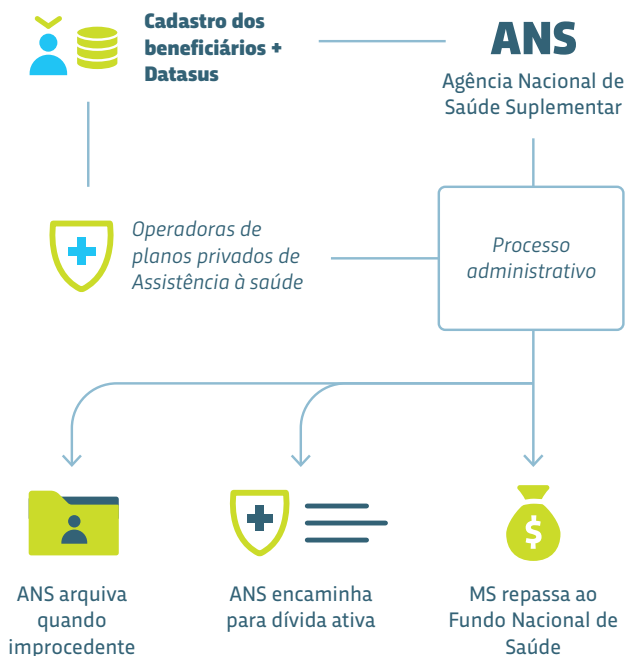 Cadastro dos
beneficiários +
Datasus
ANS
Agência Nacional de
Saúde Suplementar
Operadoras de
planos privados de
Assistência à saúde
Processo
administrativo
$
ANS arquiva
quando
improcedente
ANS encaminha
para dívida ativa
MS repassa ao
Fundo Nacional de
Saúde